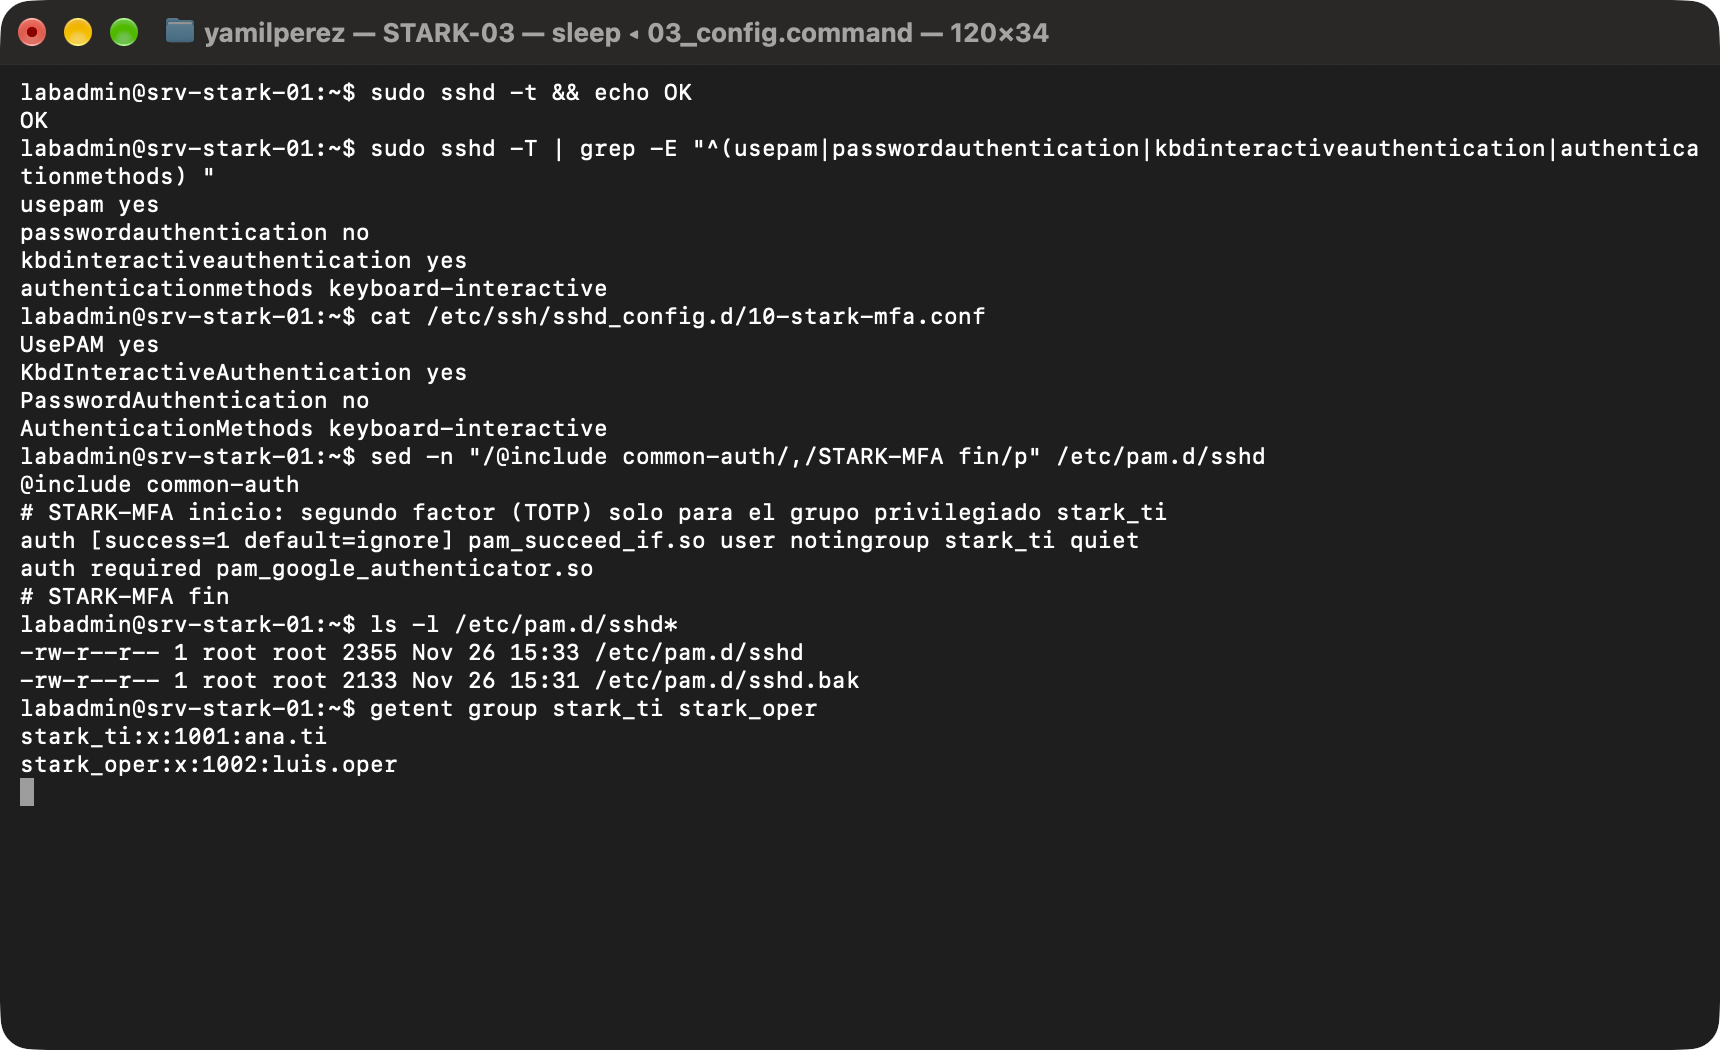 yamilperez — STARK-03 — sleep ◂ 03_config.command — 120×34
labadmin@srv-stark-01:~$ sudo sshd -t && echo OK
OK
labadmin@srv-stark-01:~$ sudo sshd -T | grep -E "^(usepam|passwordauthentication|kbdinteractiveauthentication|authentica
tionmethods) "
usepam yes
passwordauthentication no
kbdinteractiveauthentication yes
authenticationmethods keyboard-interactive
labadmin@srv-stark-01:~$ cat /etc/ssh/sshd_config.d/10-stark-mfa.conf
UsePAM yes
KbdInteractiveAuthentication yes
PasswordAuthentication no
AuthenticationMethods keyboard-interactive
labadmin@srv-stark-01:~$ sed -n "/@include common-auth/,/STARK-MFA fin/p" /etc/pam.d/sshd
@include common-auth
# STARK-MFA inicio: segundo factor (TOTP) solo para el grupo privilegiado stark_ti
auth [success=1 default=ignore] pam_succeed_if.so user notingroup stark_ti quiet
auth required pam_google_authenticator.so
# STARK-MFA fin
labadmin@srv-stark-01:~$ ls -l /etc/pam.d/sshd*
-rw-r--r-- 1 root root 2355 Nov 26 15:33 /etc/pam.d/sshd
-rw-r--r-- 1 root root 2133 Nov 26 15:31 /etc/pam.d/sshd.bak
labadmin@srv-stark-01:~$ getent group stark_ti stark_oper
stark_ti:x:1001:ana.ti
stark_oper:x:1002:luis.oper